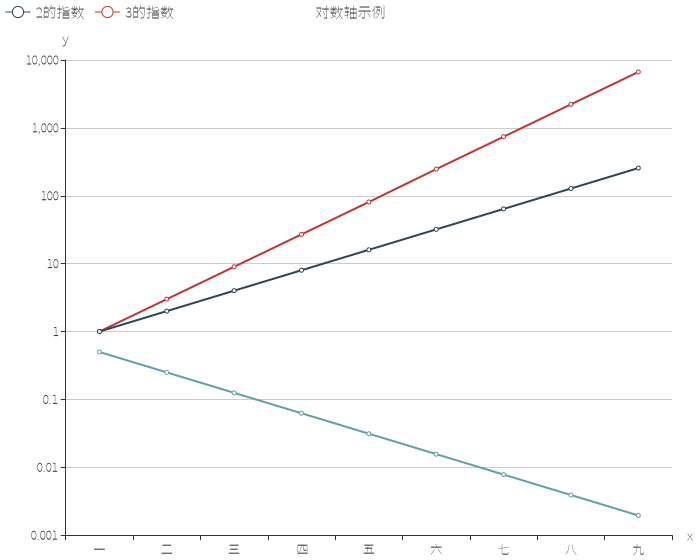 2的指数 3的指数 对数轴示例
y
10,000
1,000
100
10
1
0.1
0.01
0.001
一 二 三 四 五 六 七 八 九 x